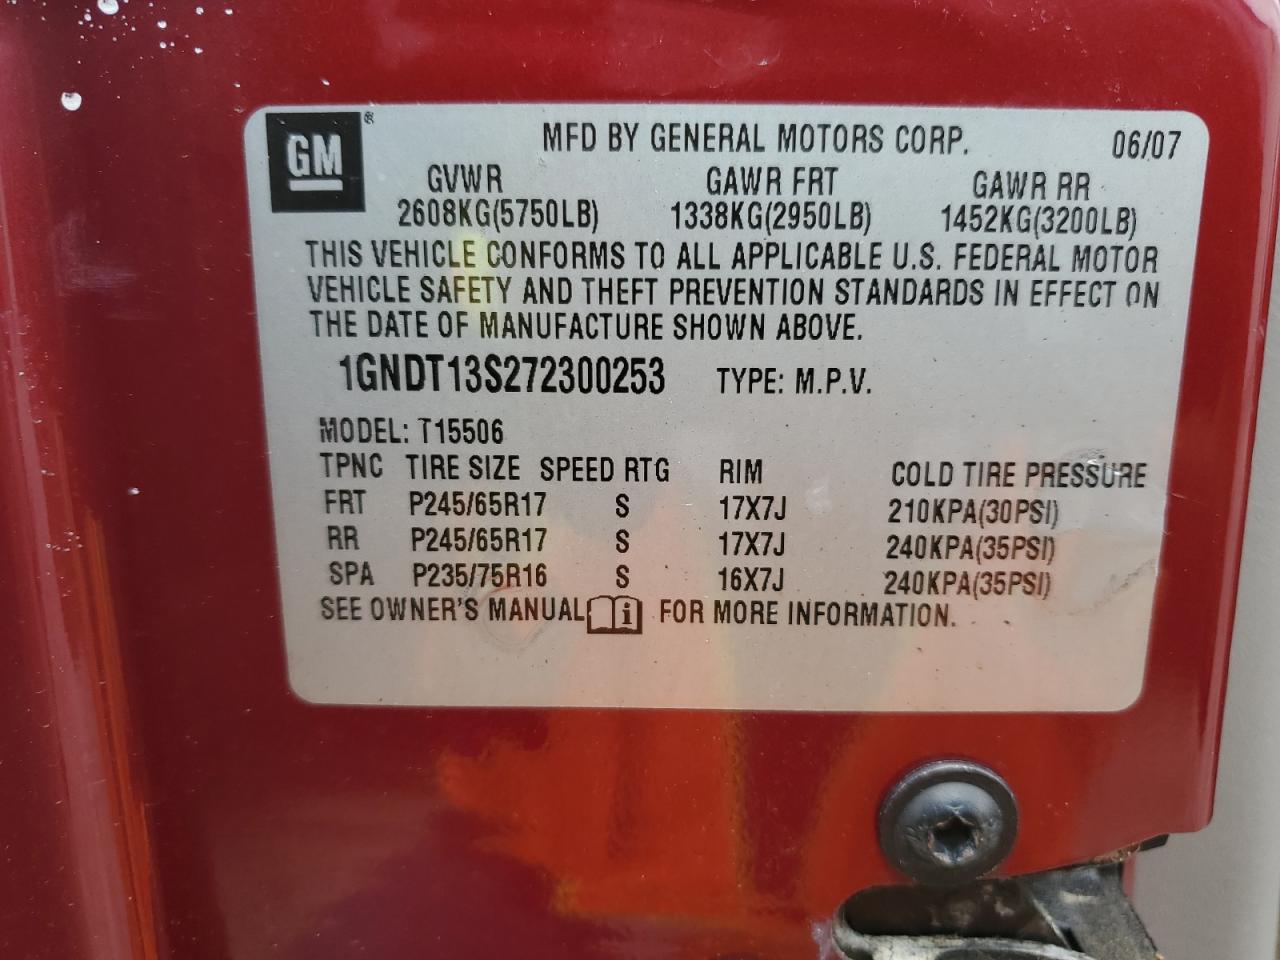 GM® MFD BY GENERAL MOTORS CORP. 06/07
GVWR GAWR FRT GAWR RR
2608KG(5750LB) 1338KG(2950LB) 1452KG(3200LB)
THIS VEHICLE CONFORMS TO ALL APPLICABLE U.S. FEDERAL MOTOR
VEHICLE SAFETY AND THEFT PREVENTION STANDARDS IN EFFECT ON
THE DATE OF MANUFACTURE SHOWN ABOVE.
1GNDT13S272300253 TYPE: M.P.V.
MODEL: T15506
TPNC TIRE SIZE SPEED RTG RIM COLD TIRE PRESSURE
FRT P245/65R17 S 17X7J 210KPA(30PSI)
RR P245/65R17 S 17X7J 240KPA(35PSI)
SPA P235/75R16 S 16X7J 240KPA(35PSI)
SEE OWNER'S MANUAL i FOR MORE INFORMATION.